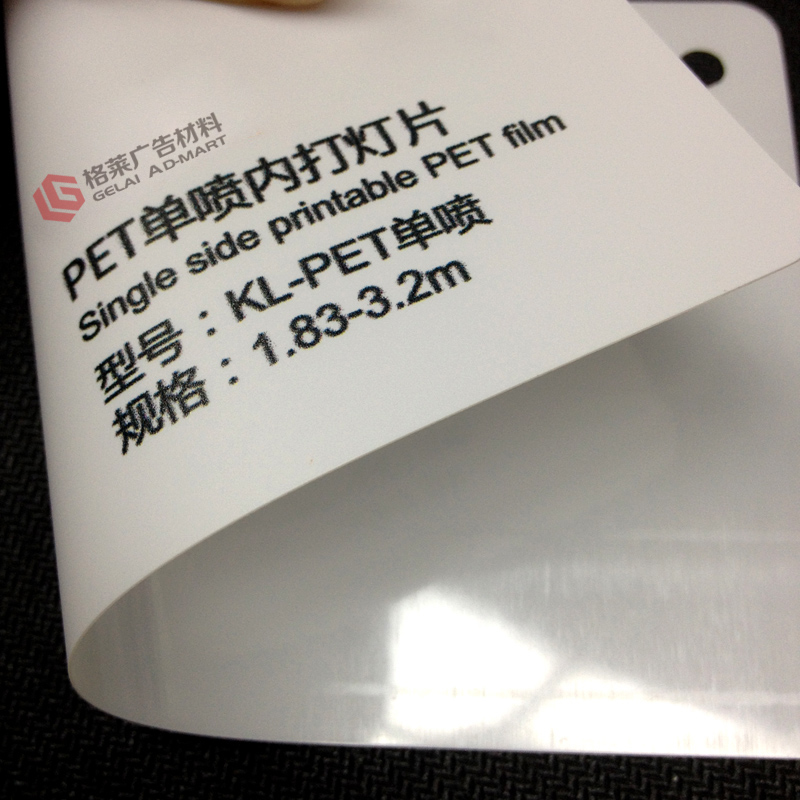 格莱广告材料
GELAI AD-MART
PET单喷内打灯片
Single side printable PET film
型号：KL-PET单喷
规格：1.83-3.2m